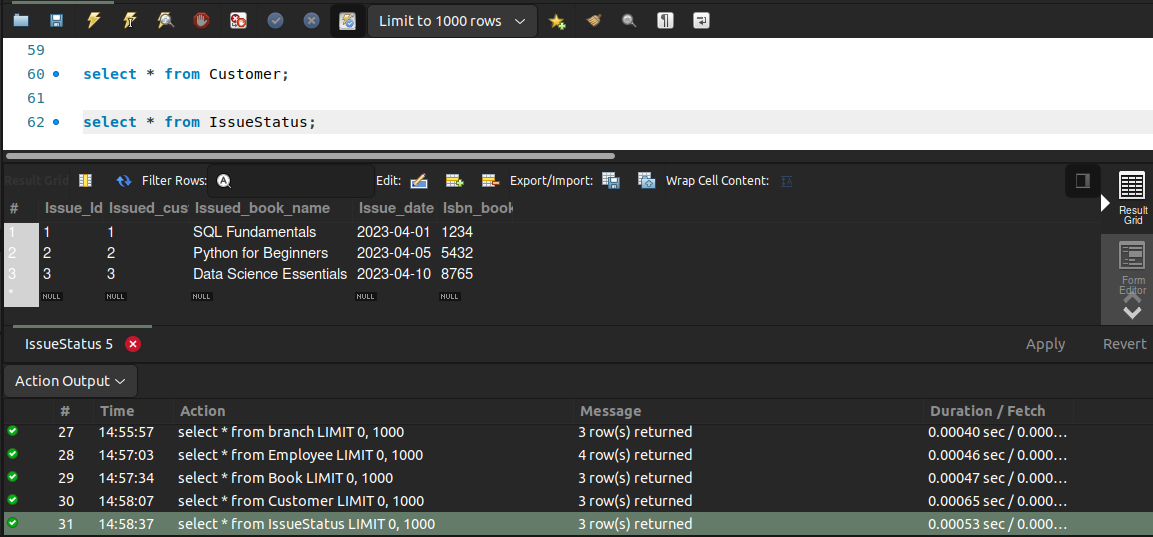 Limit to 1000 rows
59
60 select * from Customer;
61
62 select * from IssueStatus;
Result Grid Filter Rows: Edit: Export/Import: Wrap Cell Content:
# Issue_Id Issued_cus Issued_book_name Issue_date Isbn_book
1 1 1 SQL Fundamentals 2023-04-01 1234
2 2 2 Python for Beginners 2023-04-05 5432
3 3 3 Data Science Essentials 2023-04-10 8765
* NULL NULL NULL NULL NULL
Result
Grid
Form
Editor
IssueStatus 5 Apply Revert
Action Output
# Time Action Message Duration / Fetch
27 14:55:57 select * from branch LIMIT 0, 1000 3 row(s) returned 0.00040 sec / 0.000...
28 14:57:03 select * from Employee LIMIT 0, 1000 4 row(s) returned 0.00046 sec / 0.000...
29 14:57:34 select * from Book LIMIT 0, 1000 3 row(s) returned 0.00047 sec / 0.000...
30 14:58:07 select * from Customer LIMIT 0, 1000 3 row(s) returned 0.00065 sec / 0.000...
31 14:58:37 select * from IssueStatus LIMIT 0, 1000 3 row(s) returned 0.00053 sec / 0.000...